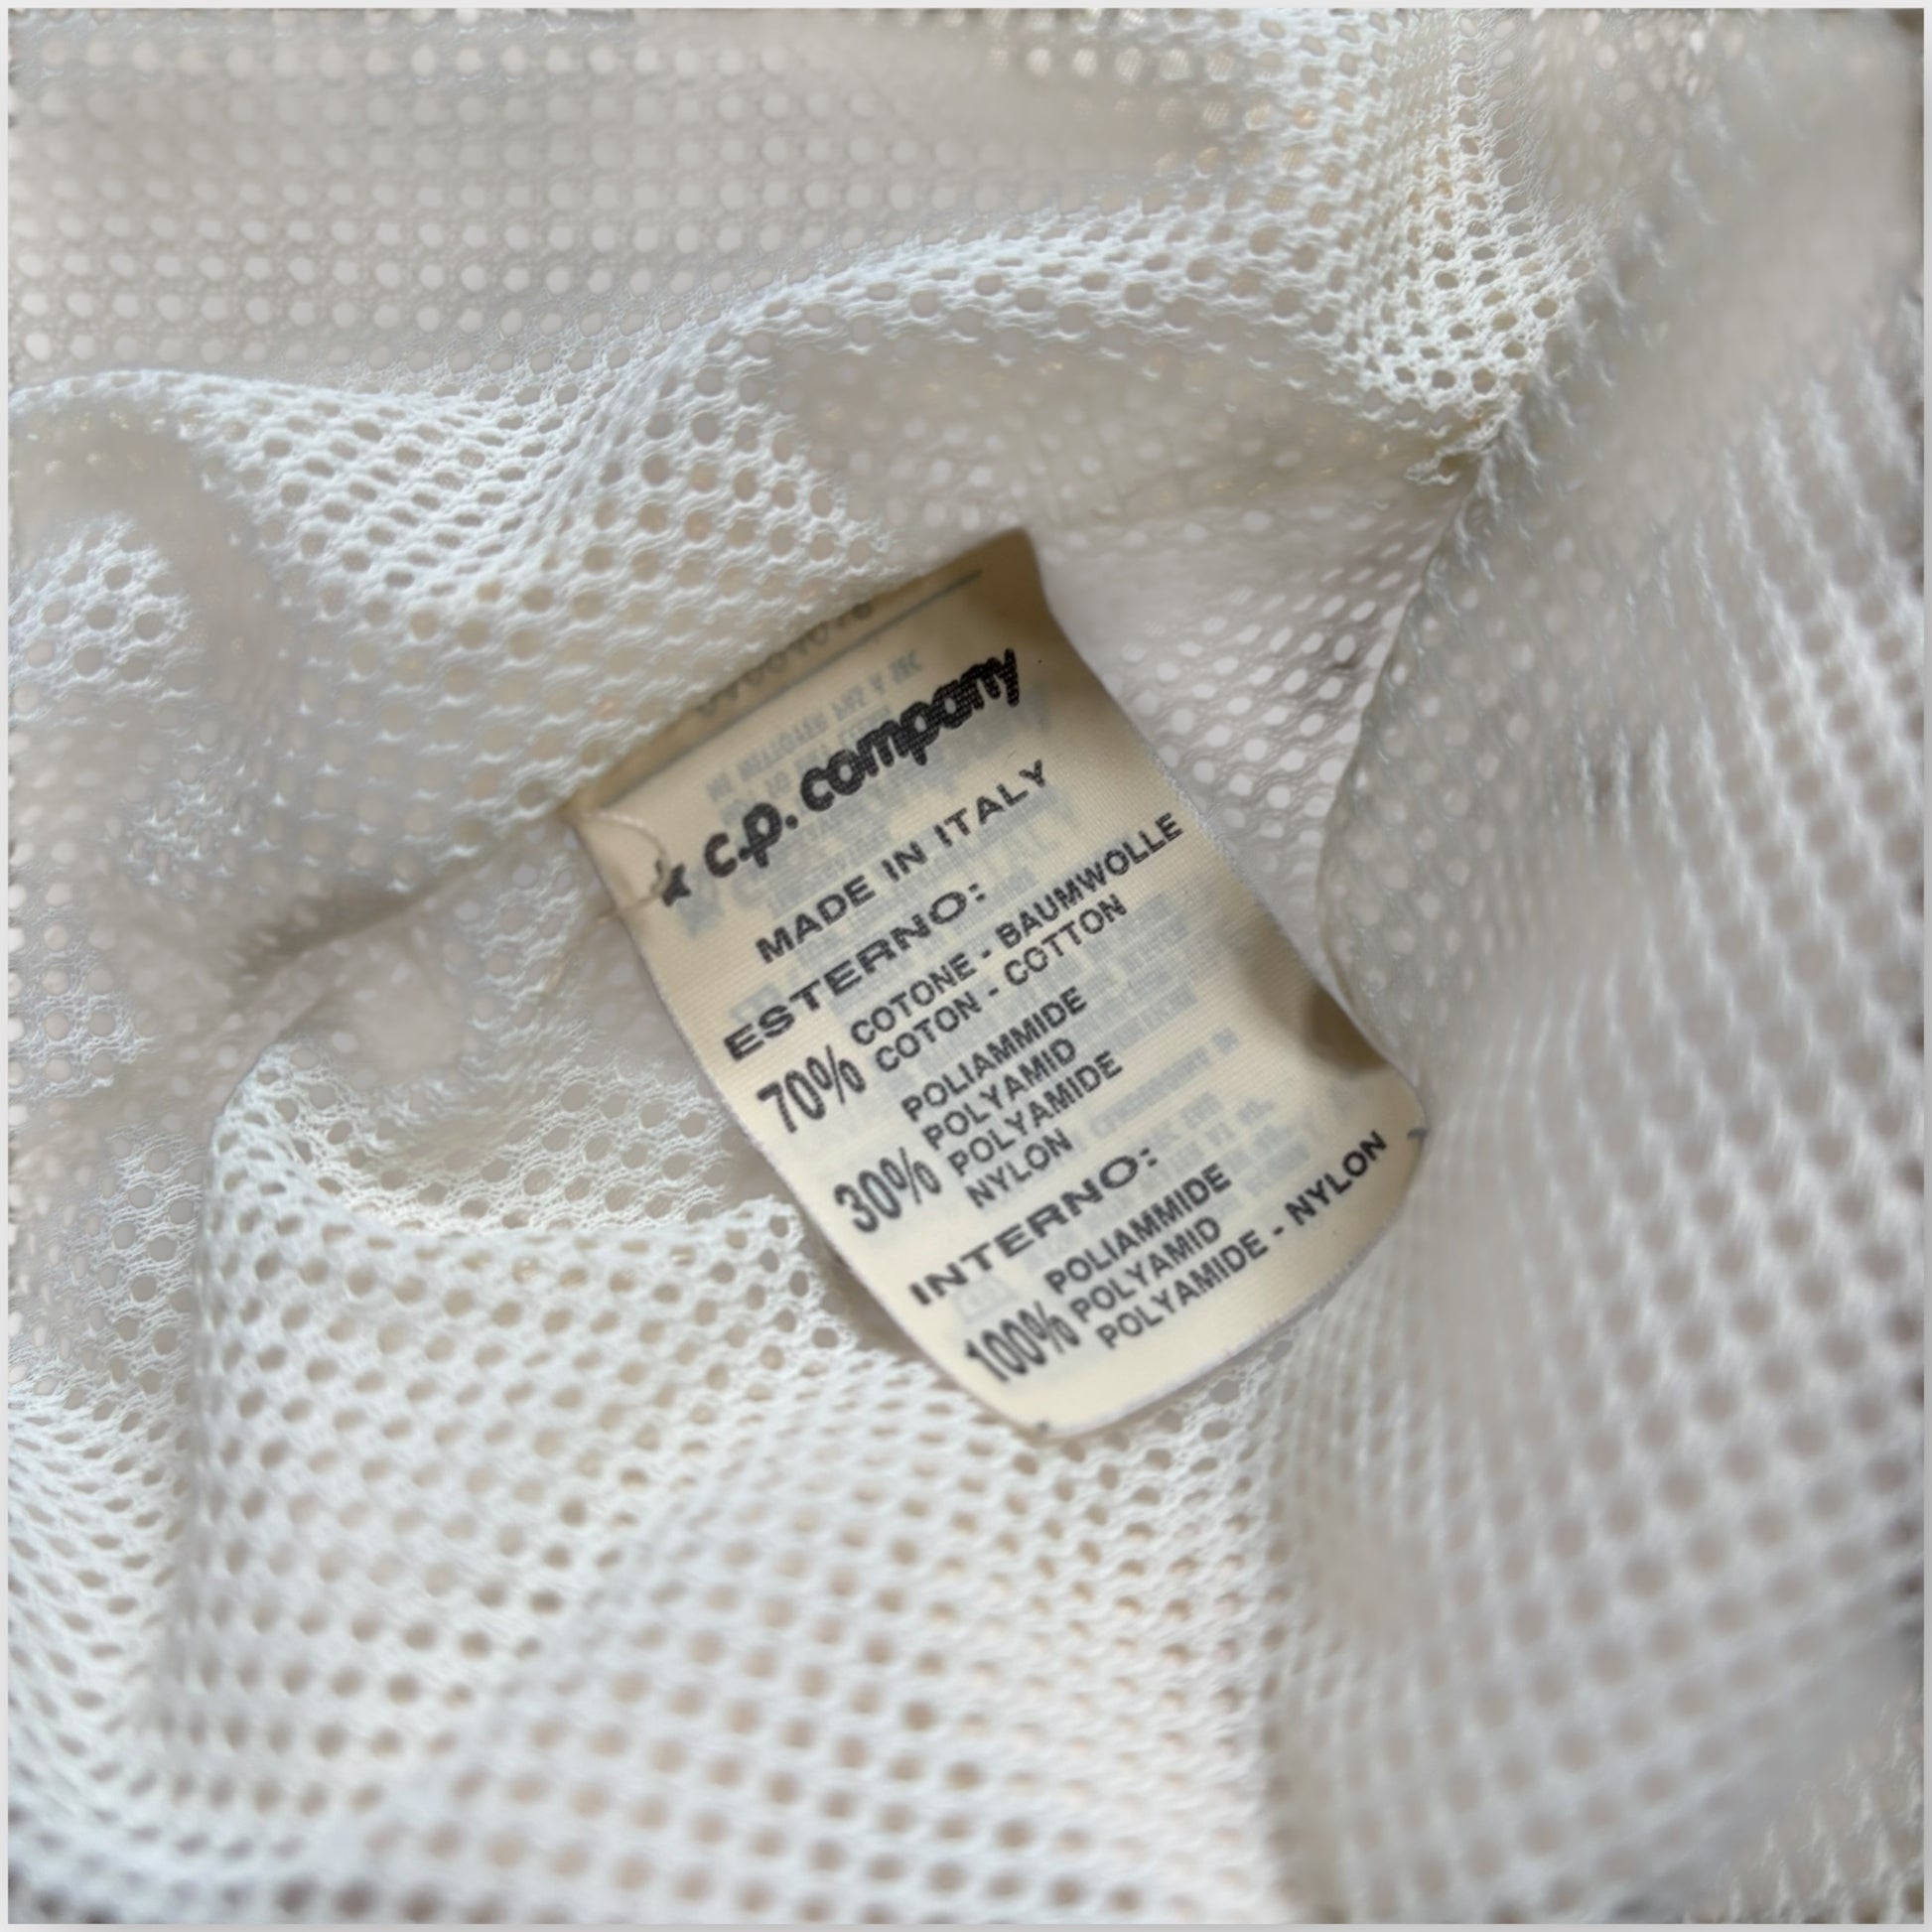 c.p. company
MADE IN ITALY
ESTERNO:
70% COTONE - BAUMWOLLE
COTON - COTTON
POLIAMMIDE
POLYAMID
30% POLYAMIDE
NYLON
INTERNO:
POLIAMMIDE
100% POLYAMID
POLYAMIDE - NYLON